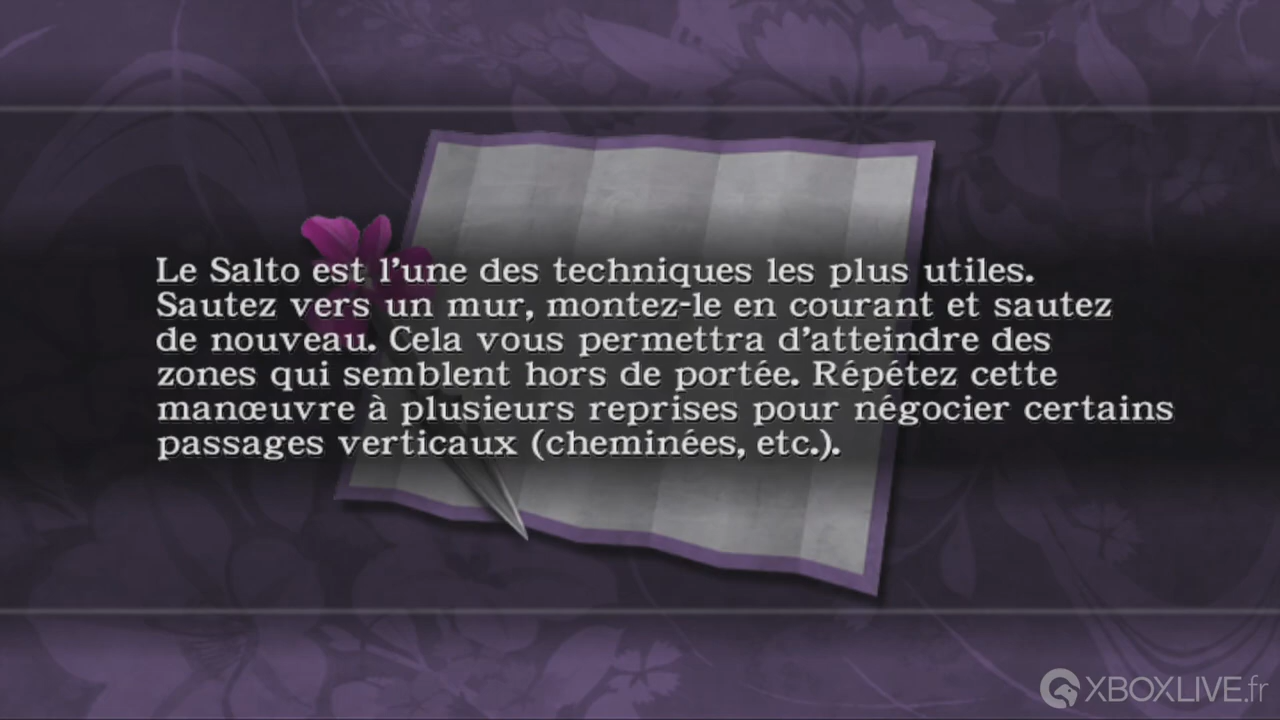 Le Salto est l'une des techniques les plus utiles.
Sautez vers un mur, montez-le en courant et sautez
de nouveau. Cela vous permettra d'atteindre des
zones qui semblent hors de portée. Répétez cette
manœuvre à plusieurs reprises pour négocier certains
passages verticaux (cheminées, etc.).
XBOXLIVE.fr